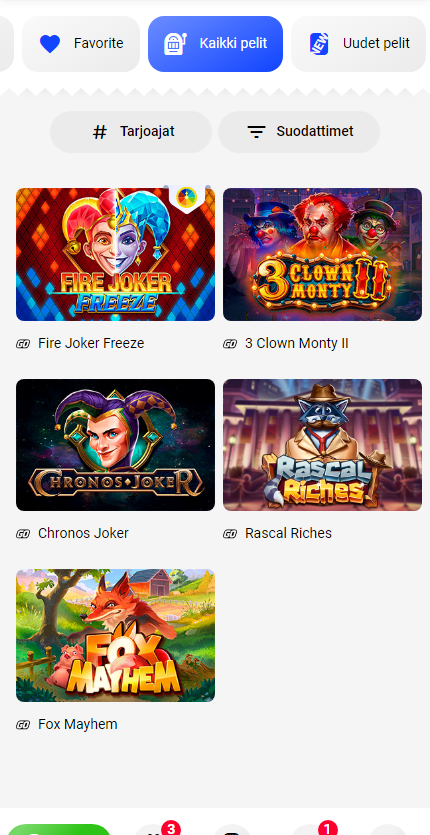 Favorite
Kaikki pelit
NEW
Uudet pelit
# Tarjoajat
Suodattimet
FIRE JOKER
FREEZE
3 CLOWN
MONTY II
Fire Joker Freeze
3 Clown Monty II
CHRONOS JOKER
Rascal
Riches
Chronos Joker
Rascal Riches
FOX
MAYHEM
Fox Mayhem
3
1